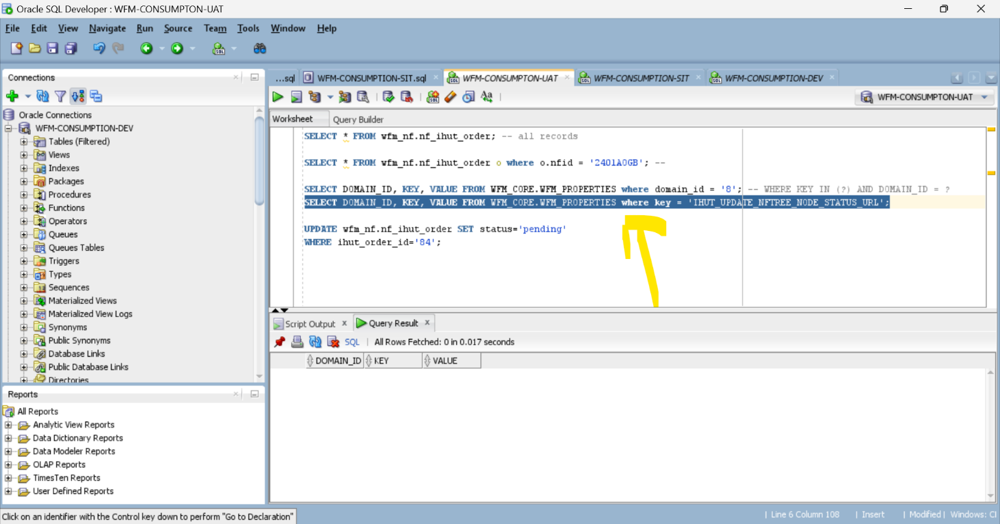 Oracle SQL Developer : WFM-CONSUMPTON-UAT
File Edit View Navigate Run Source Team Tools Window Help
Connections
...sql WFM-CONSUMPTION-SIT.sql WFM-CONSUMPTON-UAT WFM-CONSUMPTION-SIT WFM-CONSUMPTION-DEV
WFM-CONSUMPTON-UAT
Oracle Connections
WFM-CONSUMPTION-DEV
Tables (Filtered)
Views
Indexes
Packages
Procedures
Functions
Operators
Queues
Queues Tables
Triggers
Types
Sequences
Materialized Views
Materialized View Logs
Synonyms
Public Synonyms
Database Links
Public Database Links
Directories
Reports
All Reports
Analytic View Reports
Data Dictionary Reports
Data Modeler Reports
OLAP Reports
TimesTen Reports
User Defined Reports
Worksheet Query Builder
SELECT * FROM wfm_nf.nf_ihut_order; -- all records
SELECT * FROM wfm_nf.nf_ihut_order o where o.nfid = '2401A0GB'; --
SELECT DOMAIN_ID, KEY, VALUE FROM WFM_CORE.WFM_PROPERTIES where domain_id = '8'; -- WHERE KEY IN (?) AND DOMAIN_ID = ?
SELECT DOMAIN_ID, KEY, VALUE FROM WFM_CORE.WFM_PROPERTIES where key = 'IHUT_UPDATE_NFTREE_NODE_STATUS_URL';
UPDATE wfm_nf.nf_ihut_order SET status='pending'
WHERE ihut_order_id='84';
Script Output x Query Result x
SQL | All Rows Fetched: 0 in 0.017 seconds
DOMAIN_ID KEY VALUE
Click on an identifier with the Control key down to perform "Go to Declaration"
| Line 6 Column 108 | Insert | Modified | Windows: Cl